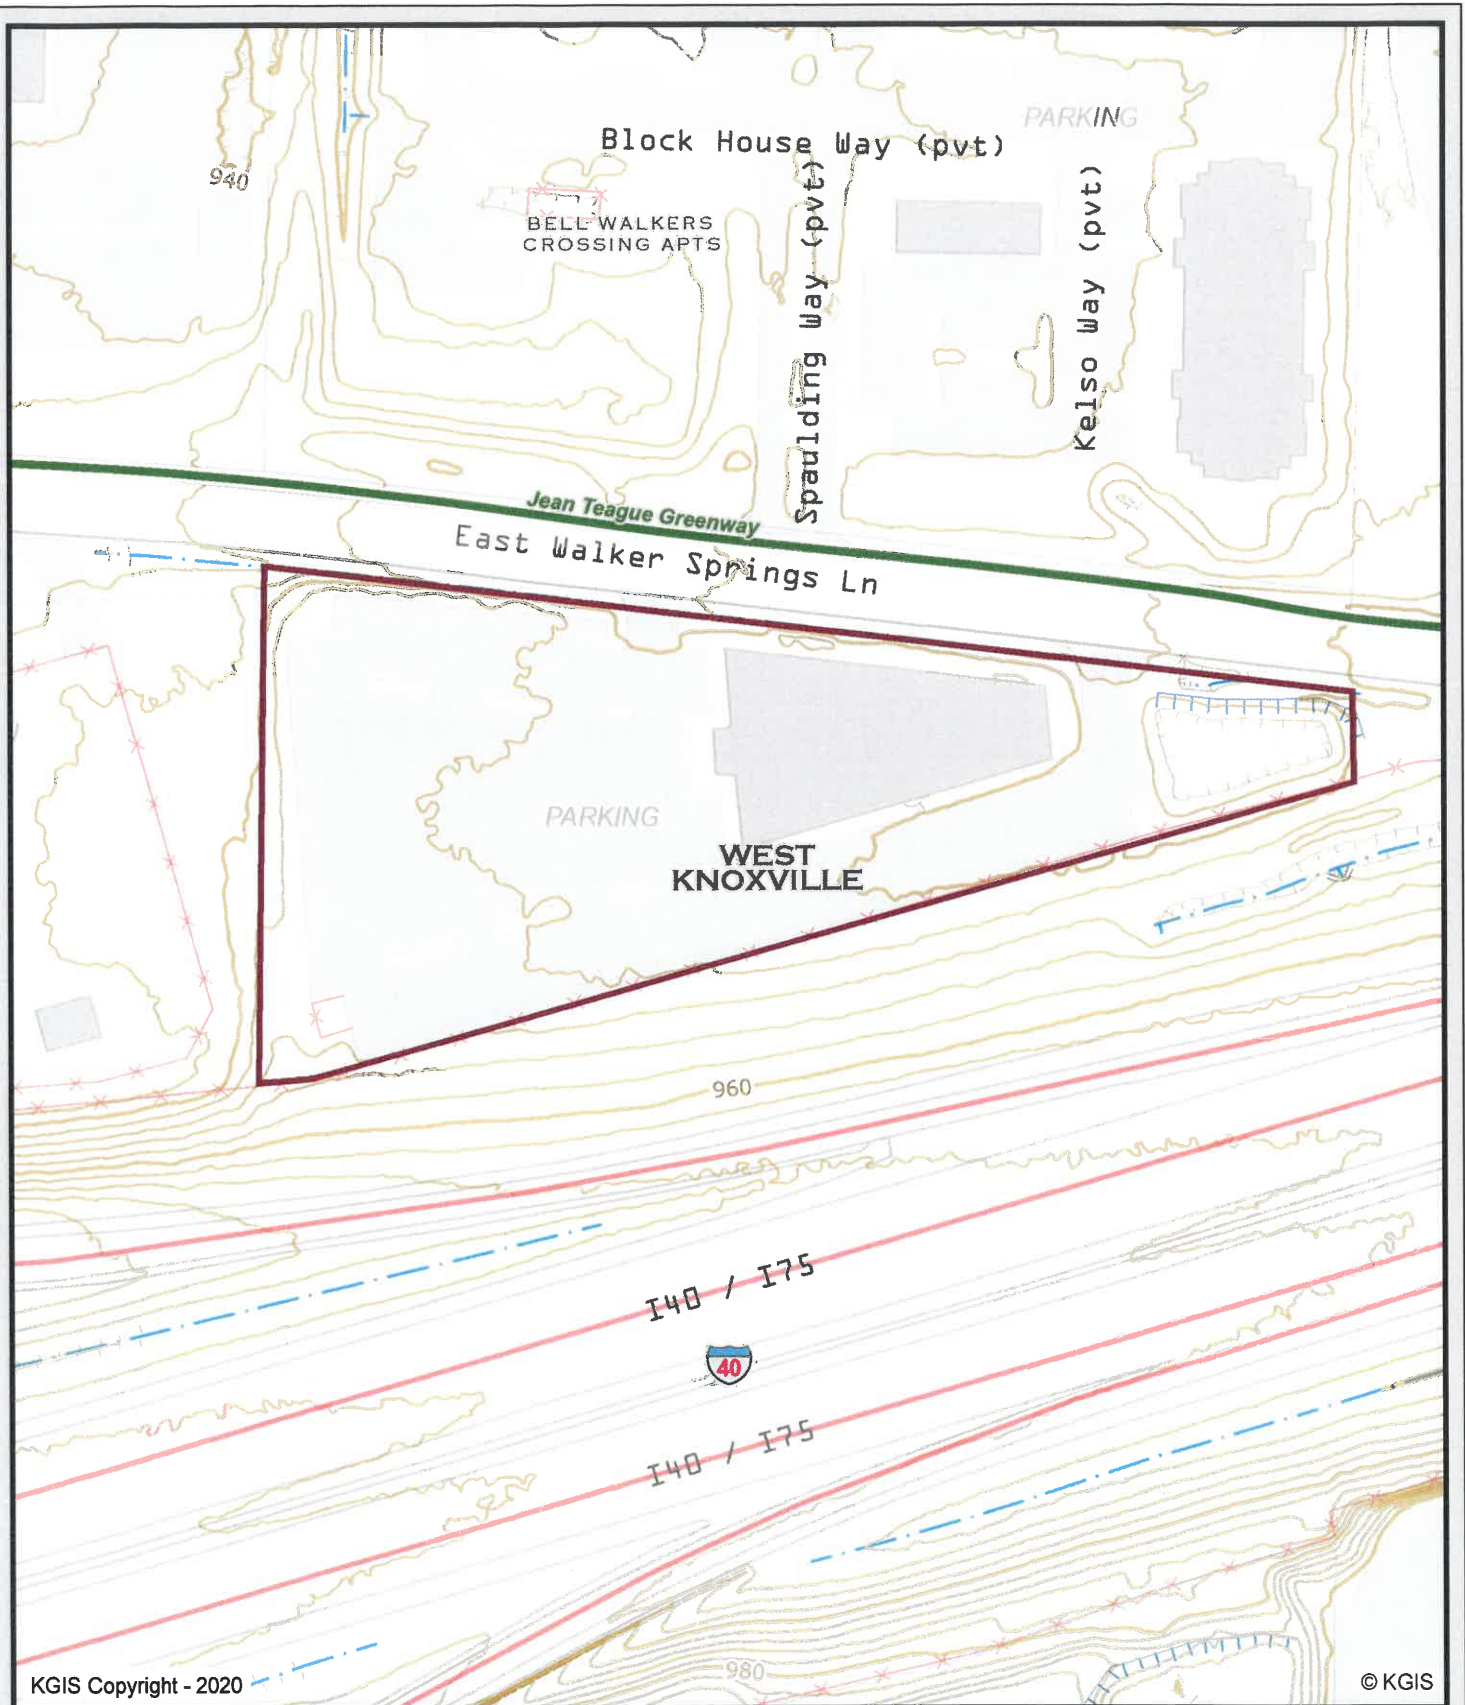 PARKING
Block House Way (pvt)
940
BELL WALKERS
CROSSING APTS
Spaulding Way (pvt)
Kelso Way (pvt)
Jean Teague Greenway
East Walker Springs Ln
PARKING
WEST
KNOXVILLE
960
I40 / I75
40
I40 / I75
980
KGIS Copyright - 2020
© KGIS